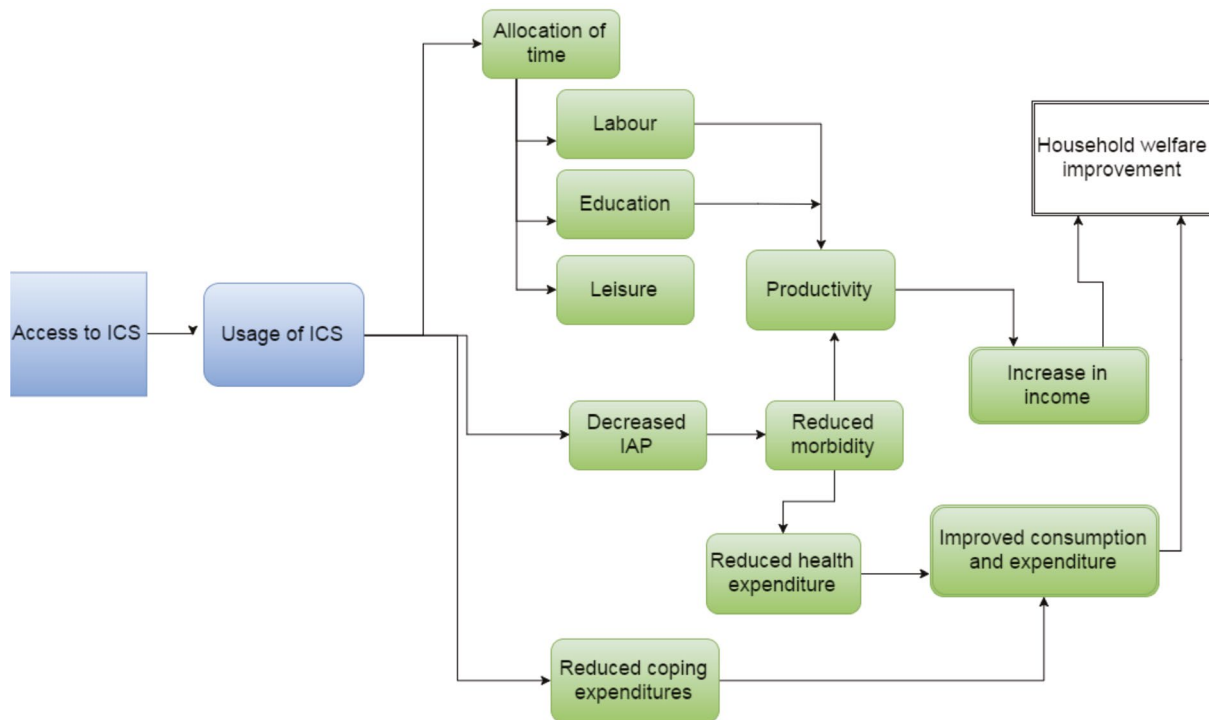 Allocation of
time
Labour
Education
Leisure
Household welfare
improvement
Access to ICS
Usage of ICS
Productivity
Increase in
income
Decreased
IAP
Reduced
morbidity
Reduced health
expenditure
Improved consumption
and expenditure
Reduced coping
expenditures